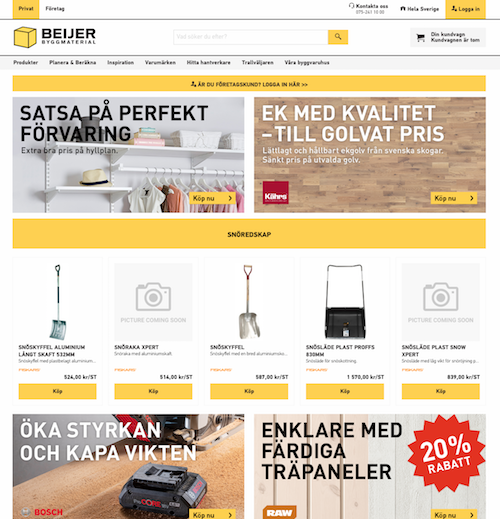 Privat Företag
Kontakta oss
075-241 10 00
Hela Sverige
Logga in
BEIJER
BYGGMATERIAL
Vad söker du efter?
Din kundvagn
Kundvagnen är tom
Produkter Planera & Beräkna Inspiration Varumärken Hitta hantverkare Trallväljaren Våra byggvaruhus
ÄR DU FÖRETAGSKUND? LOGGA IN HÄR >>
SATSA PÅ PERFEKT
FÖRVARING
Extra bra pris på hyllplan.
Köp nu
EK MED KVALITET
–TILL GOLVAT PRIS
Lättlagt och hållbart ekgolv från svenska skogar.
Sänkt pris på utvalda golv.
Kährs
Köp nu
SNÖREDSKAP
SNÖSKYFFEL ALUMINIUM
LÅNGT SKAFT 532MM
Snöskyffel med plastbelagt aluminium...
524,00 kr/ST
Köp
PICTURE COMING SOON
SNÖRAKA XPERT
Snöraka med aluminiumskaft
514,00 kr/ST
Köp
SNÖSKYFFEL
Snöskyffel med en bred aluminiumsko...
587,00 kr/ST
Köp
SNÖSLÄDE PLAST PROFFS
830MM
Snösläde för snöskottning.
1 570,00 kr/ST
Köp
PICTURE COMING SOON
SNÖSLÄDE PLAST SNOW
XPERT
Snösläde med låg vikt för snöröjning p...
839,00 kr/ST
Köp
ÖKA STYRKAN
OCH KAPA VIKTEN
BOSCH
Köp nu
ENKLARE MED
FÄRDIGA
TRÄPANELER
20%
RABATT
RAW
Köp nu